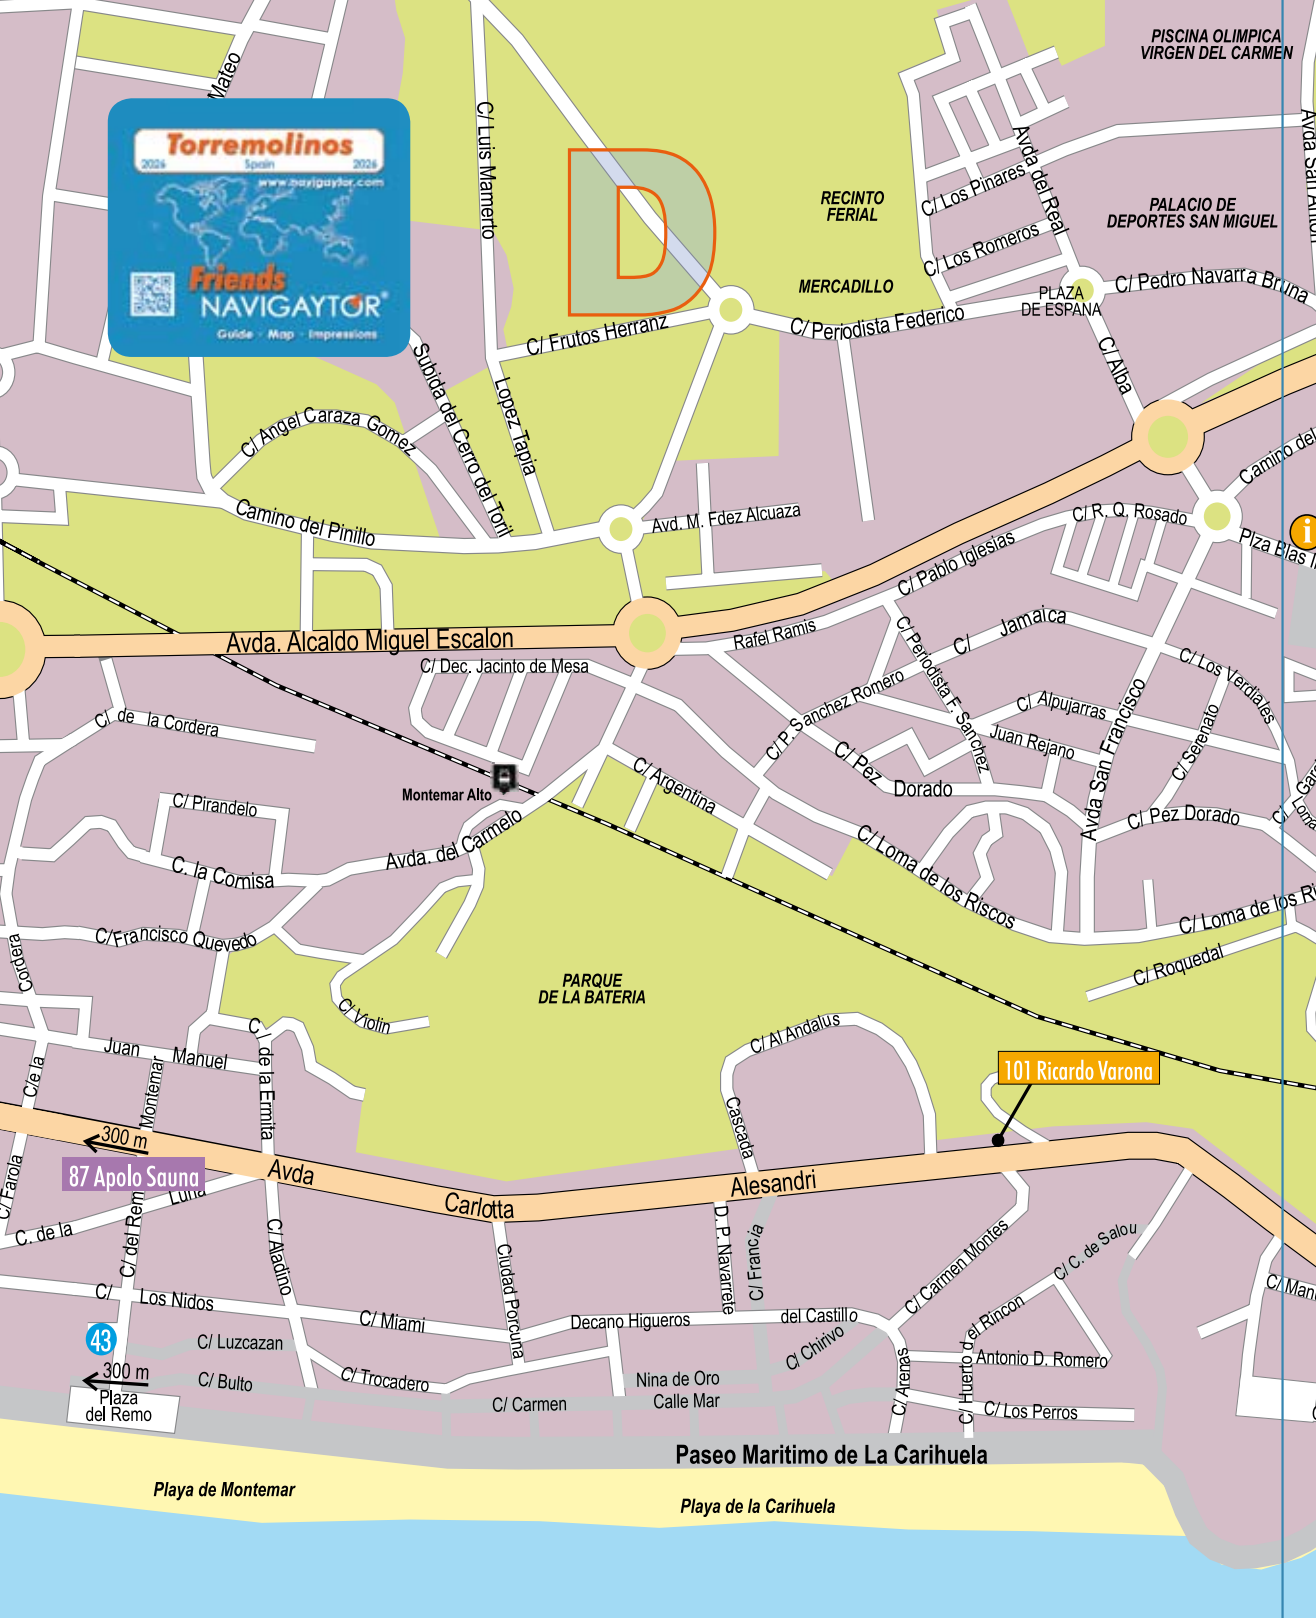 PISCINA OLIMPICA
VIRGEN DEL CARMEN
Mateo
Torremolinos
2026 Spain 2026
www.navigaytor.com
Friends
NAVIGAYTOR®
Guide · Map · Impressions
C/ Luis Mamerto
D
RECINTO
FERIAL
MERCADILLO
Avda del Real
C/ Los Pinares
C/ Los Romeros
PALACIO DE
DEPORTES SAN MIGUEL
Avda San Anton
PLAZA
DE ESPANA
C/ Pedro Navarra Bruna
C/ Frutos Herranz
C/ Periodista Federico
C/ Alba
Subida del Cerro del Toril
Lopez Tapia
C/ Angel Caraza Gomez
Camino del Pinillo
Avd. M. Fdez Alcuaza
Camino del
C/ R. Q. Rosado
Plza Blas I
i
C/ Pablo Iglesias
Avda. Alcaldo Miguel Escalon
Rafel Ramis
C/ Jamaica
C/ Dec. Jacinto de Mesa
C/ Periodista F. Sanchez
C/ P. Sanchez Romero
C/ Los Verdiales
C/ Alpujarras
Juan Rejano
Avda San Francisco
C/ Serenato
C/ de la Cordera
C/ Pez Dorado
C/ Argentina
Montemar Alto
C/ Pirandelo
C/ Garc
Loma
C/ Pez Dorado
Avda. del Carmelo
C. la Cornisa
C/ Loma de los Riscos
C/ Loma de los Ri
C/Francisco Quevedo
Cordera
C/ Roquedal
PARQUE
DE LA BATERIA
C/ Violin
C/ Al Andalus
C/ de la Ermita
Juan Manuel
C/e la
Montemar
101 Ricardo Varona
Cascada
300 m
87 Apolo Sauna
C/ Farola
Avda Carlotta Alesandri
Luna
C. de la
C/ del Rem
C/ Aladino
Ciudad Porcuna
D. P. Navarrete
C/ Francia
C/ Carmen Montes
C/ C. de Salou
C/ Mani
C/ Los Nidos
C/ Miami
Decano Higueros del Castillo
C/ Huerto del Rincon
43
C/ Luzcazan
C/ Chirivo
Antonio D. Romero
300 m
C/ Bulto
C/ Trocadero
Nina de Oro
C/ Arenas
Plaza
del Remo
C/ Carmen
Calle Mar
C/ Los Perros
Paseo Maritimo de La Carihuela
Playa de Montemar
Playa de la Carihuela